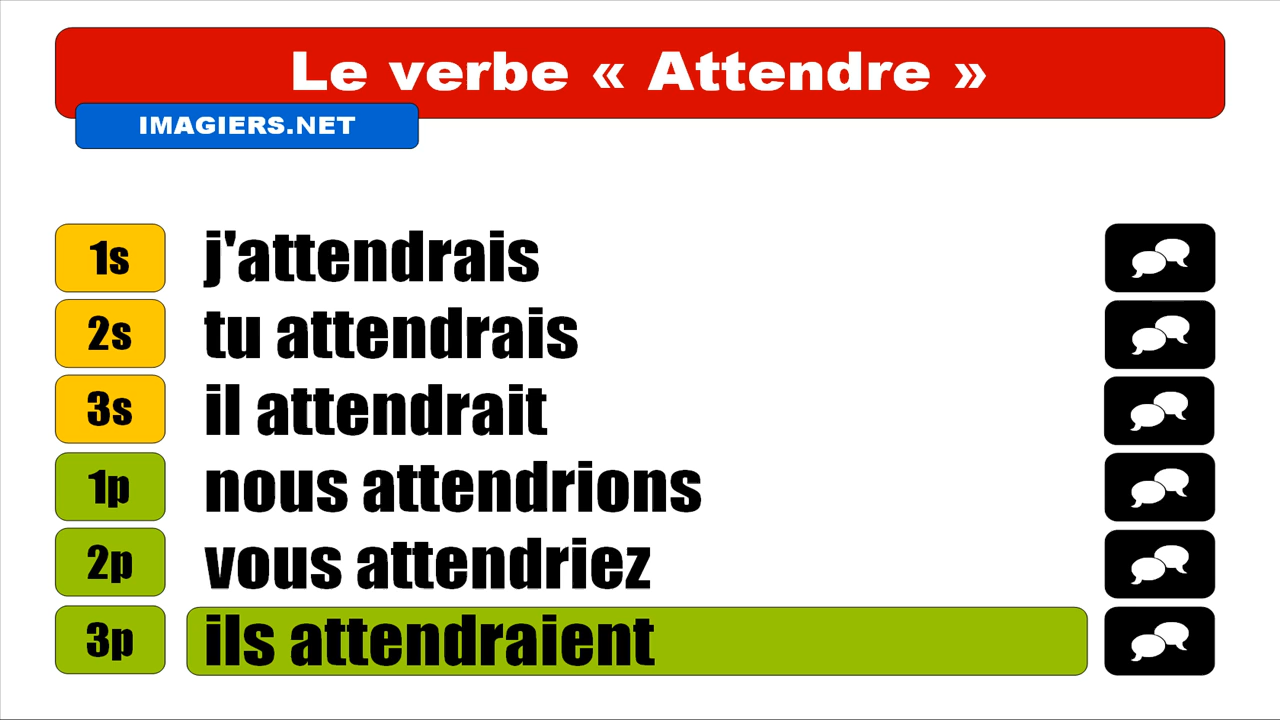 Le verbe « Attendre »
IMAGIERS.NET
1s j'attendrais
2s tu attendrais
3s il attendrait
1p nous attendrions
2p vous attendriez
3p ils attendraient